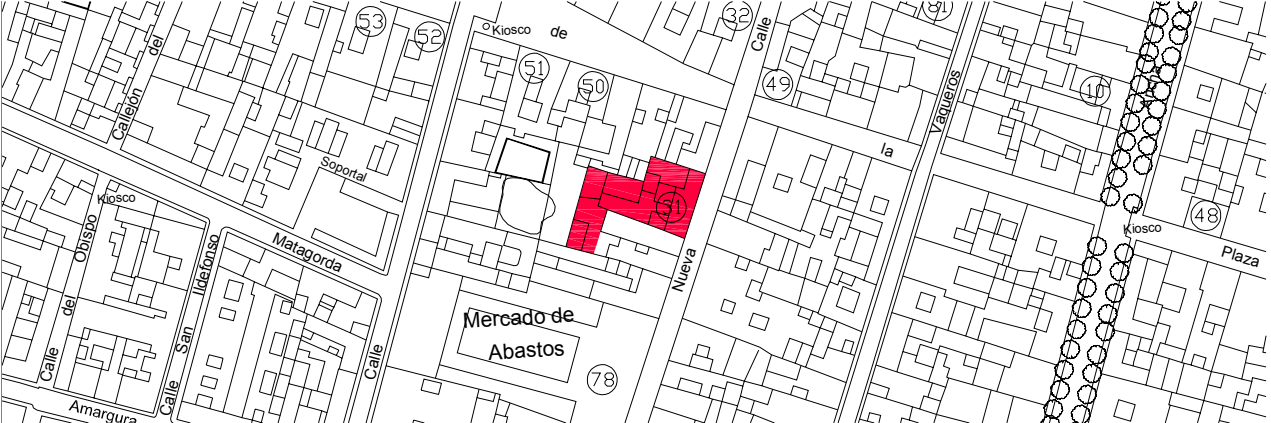 53
52
Kiosco
de
32
Calle
81
51
50
49
10
Callejón
del
Vaqueros
la
Soportal
Kiosco
31
48
Kiosco
Plaza
Obispo
del
Calle
Ildefonso
San
Calle
Matagorda
Nueva
Mercado de
Abastos
Calle
78
Amargura